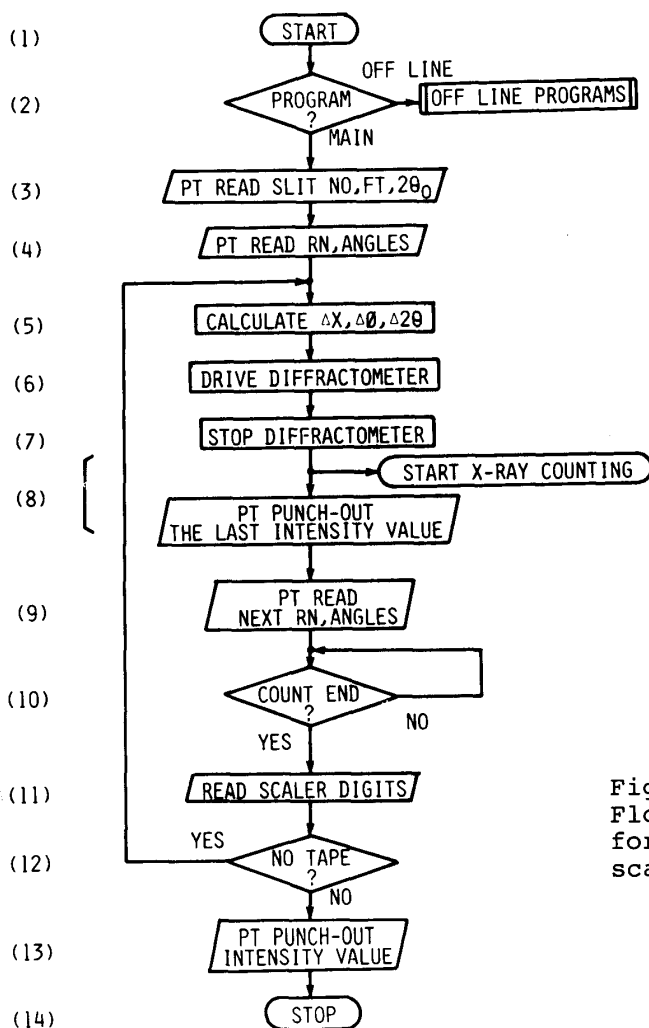 (1) START
OFF LINE
(2) PROGRAM ? OFF LINE PROGRAMS
MAIN
(3) PT READ SLIT NO,FT,2θ₀
(4) PT READ RN,ANGLES
(5) CALCULATE ΔX,ΔØ,Δ2θ
(6) DRIVE DIFFRACTOMETER
(7) STOP DIFFRACTOMETER
START X-RAY COUNTING
(8) PT PUNCH-OUT
THE LAST INTENSITY VALUE
(9) PT READ
NEXT RN,ANGLES
(10) COUNT END
?
NO
YES
(11) READ SCALER DIGITS
YES
(12) NO TAPE
?
NO
(13) PT PUNCH-OUT
INTENSITY VALUE
(14) STOP
Fig
Flo
for
sca